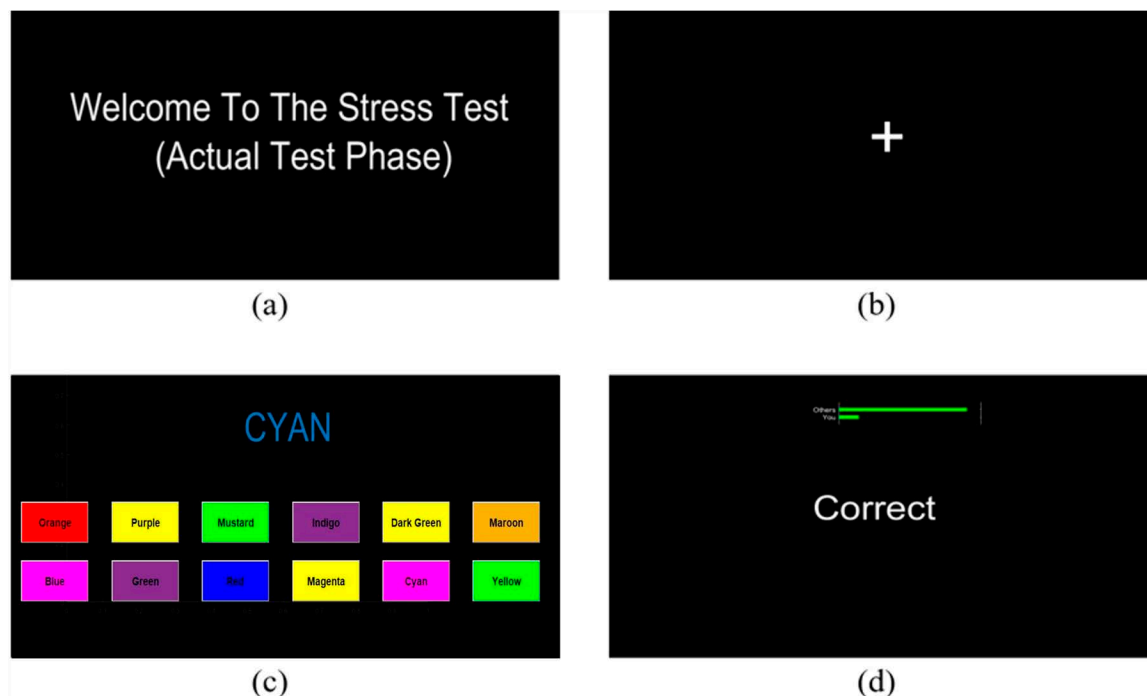 Welcome To The Stress Test
(Actual Test Phase)
(a)
+
(b)
CYAN
Orange Purple Mustard Indigo Dark Green Maroon
Blue Green Red Magenta Cyan Yellow
(c)
Others
You
Correct
(d)